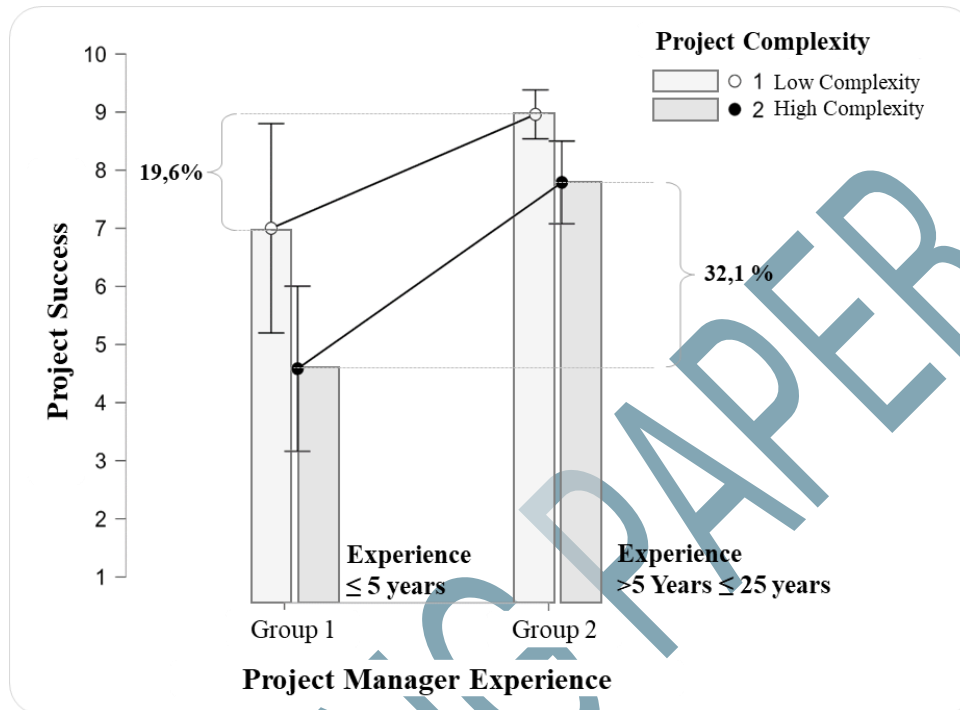 Project Complexity
1 Low Complexity
2 High Complexity
10
9
8
7
6
5
4
3
2
1
Project Success
19,6%
32,1 %
Experience
≤ 5 years
Experience
>5 Years ≤ 25 years
Group 1
Group 2
Project Manager Experience
PAPER